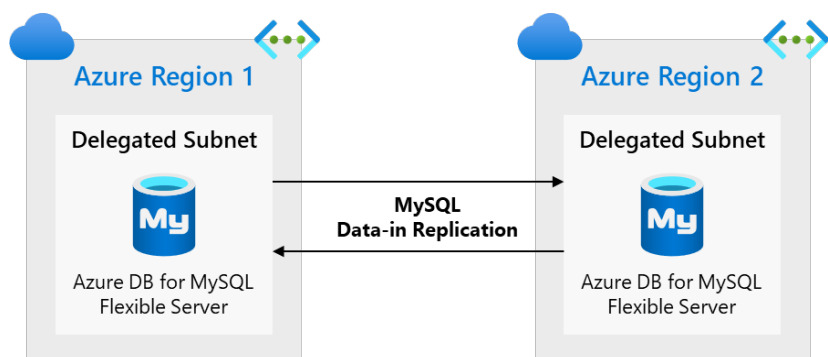 Azure Region 1
Delegated Subnet
My
Azure DB for MySQL
Flexible Server
MySQL
Data-in Replication
Azure Region 2
Delegated Subnet
My
Azure DB for MySQL
Flexible Server